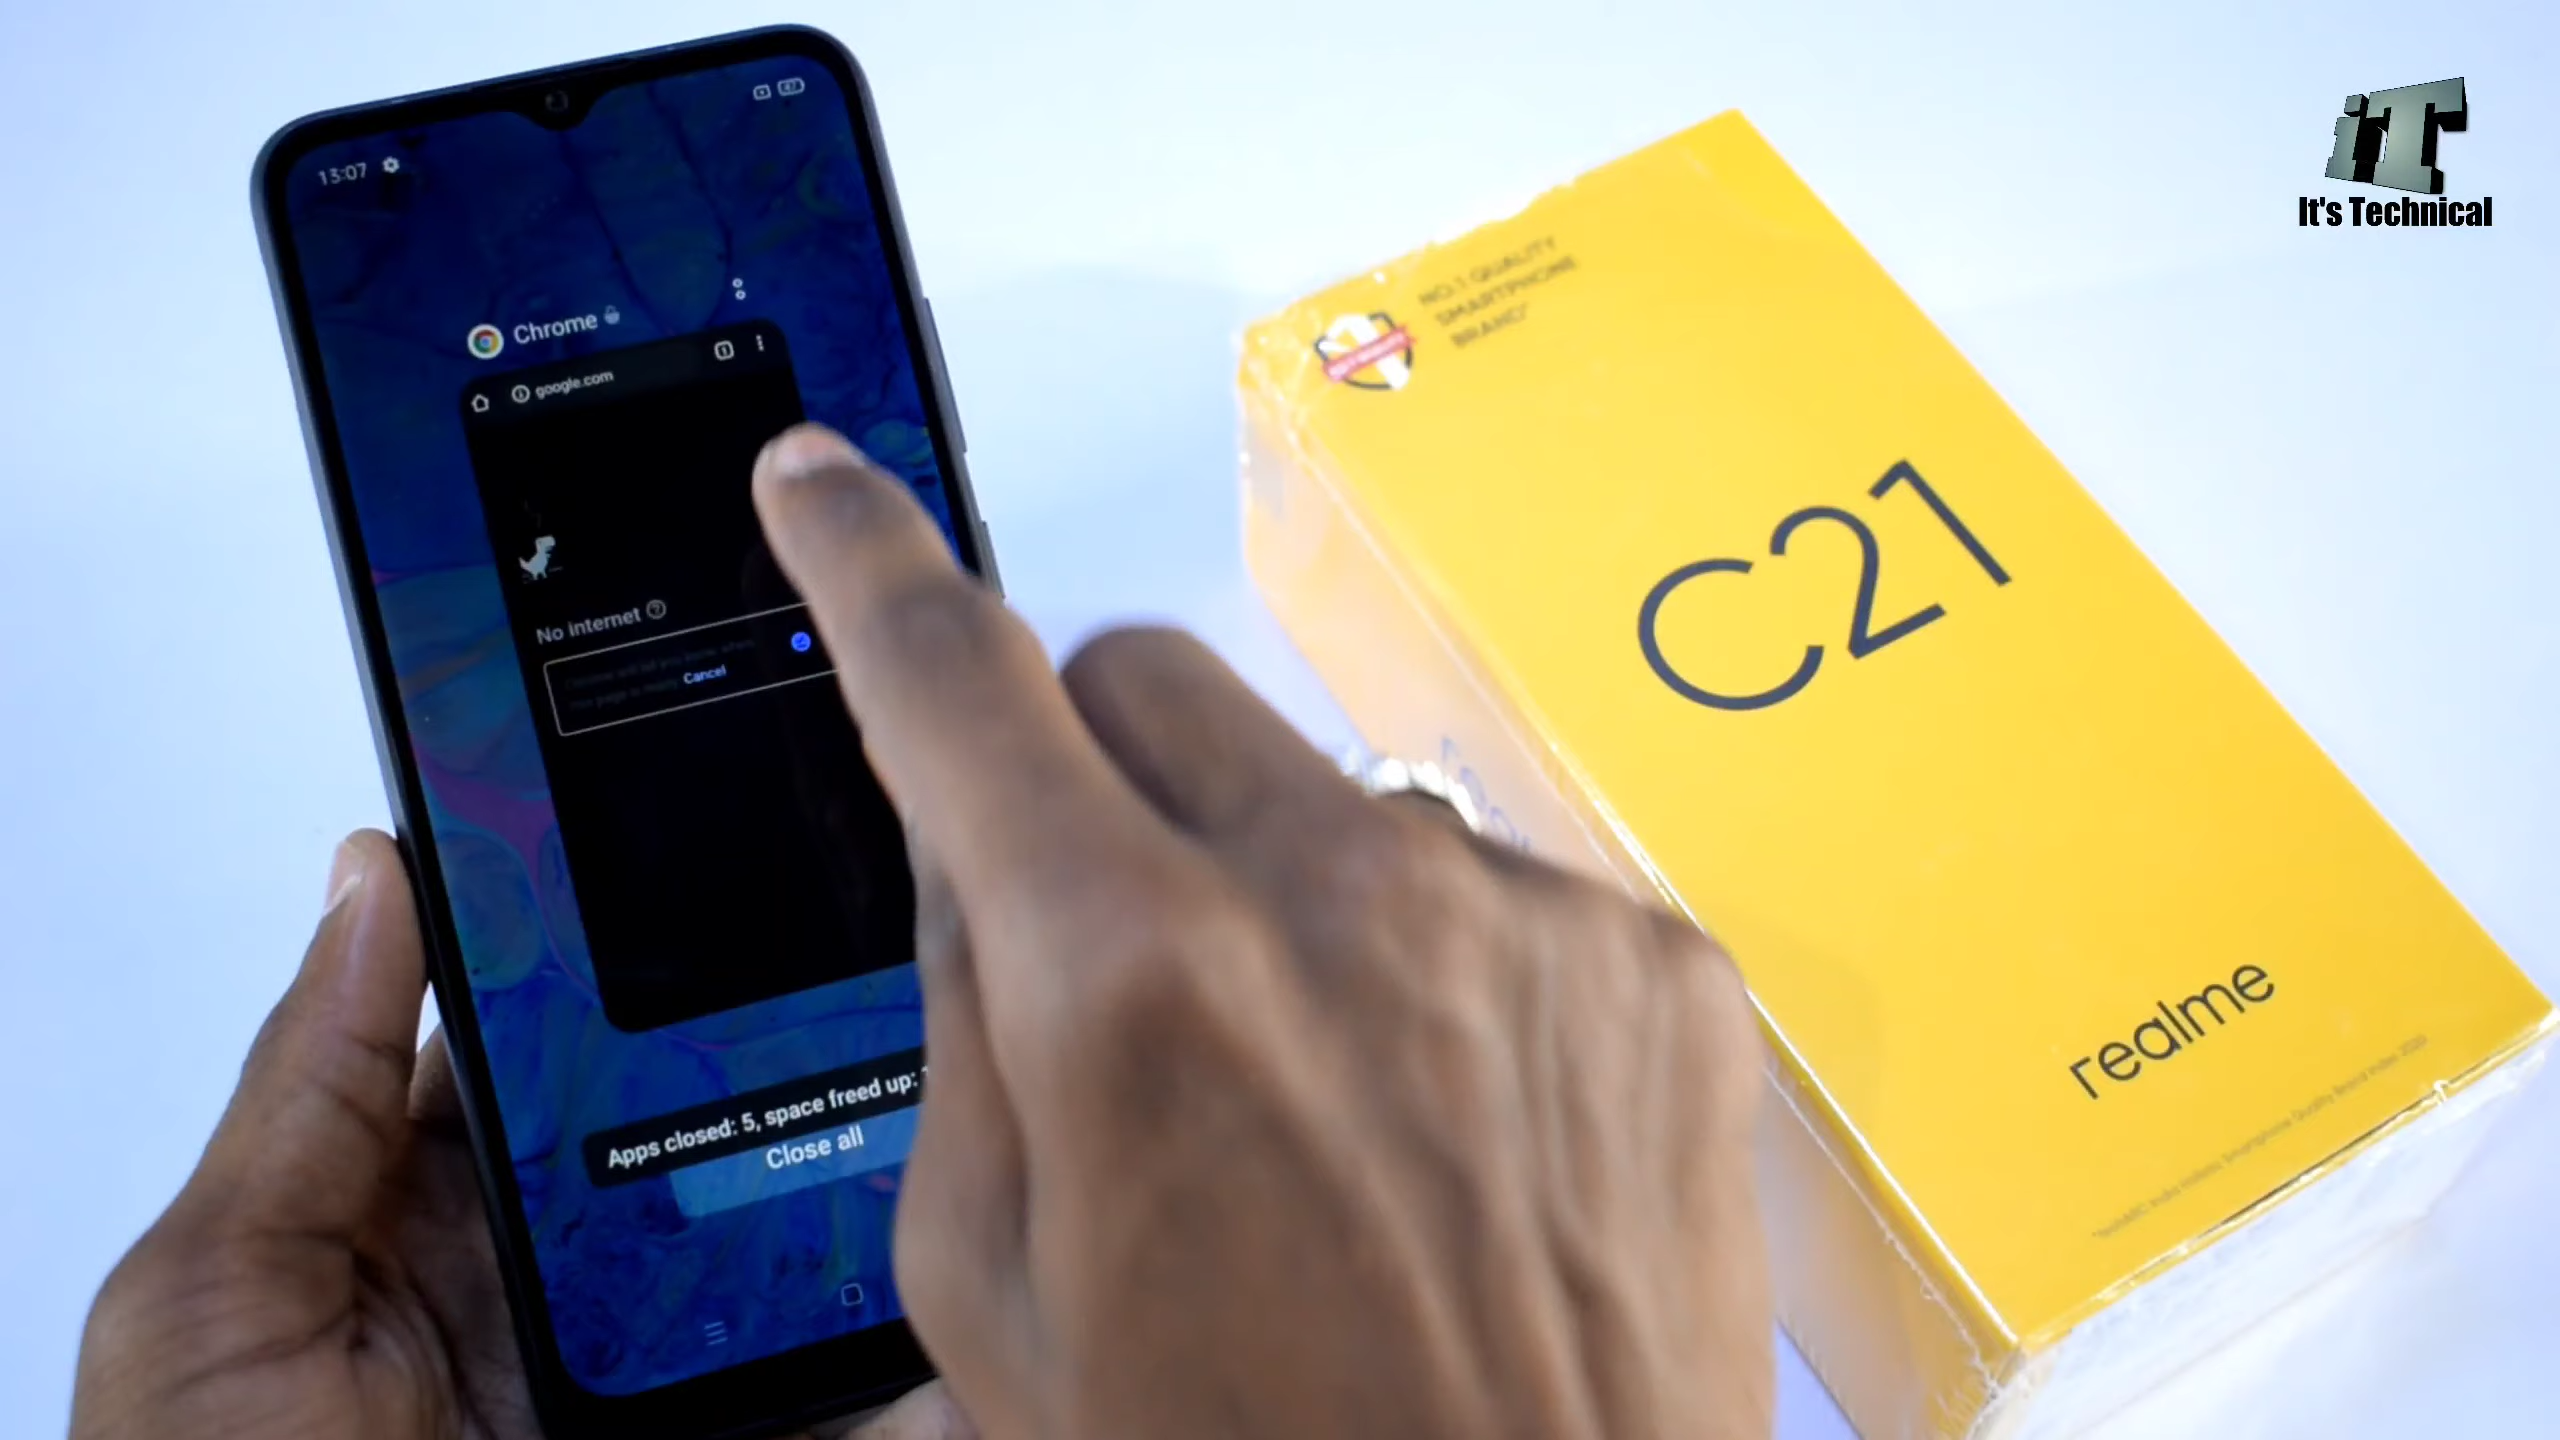 13:07
Chrome
google.com
No internet
Cancel
Apps closed: 5, space freed up:
Close all
NO.1 QUALITY
SMARTPHONE
BRAND*
C21
realme
iT
It's Technical